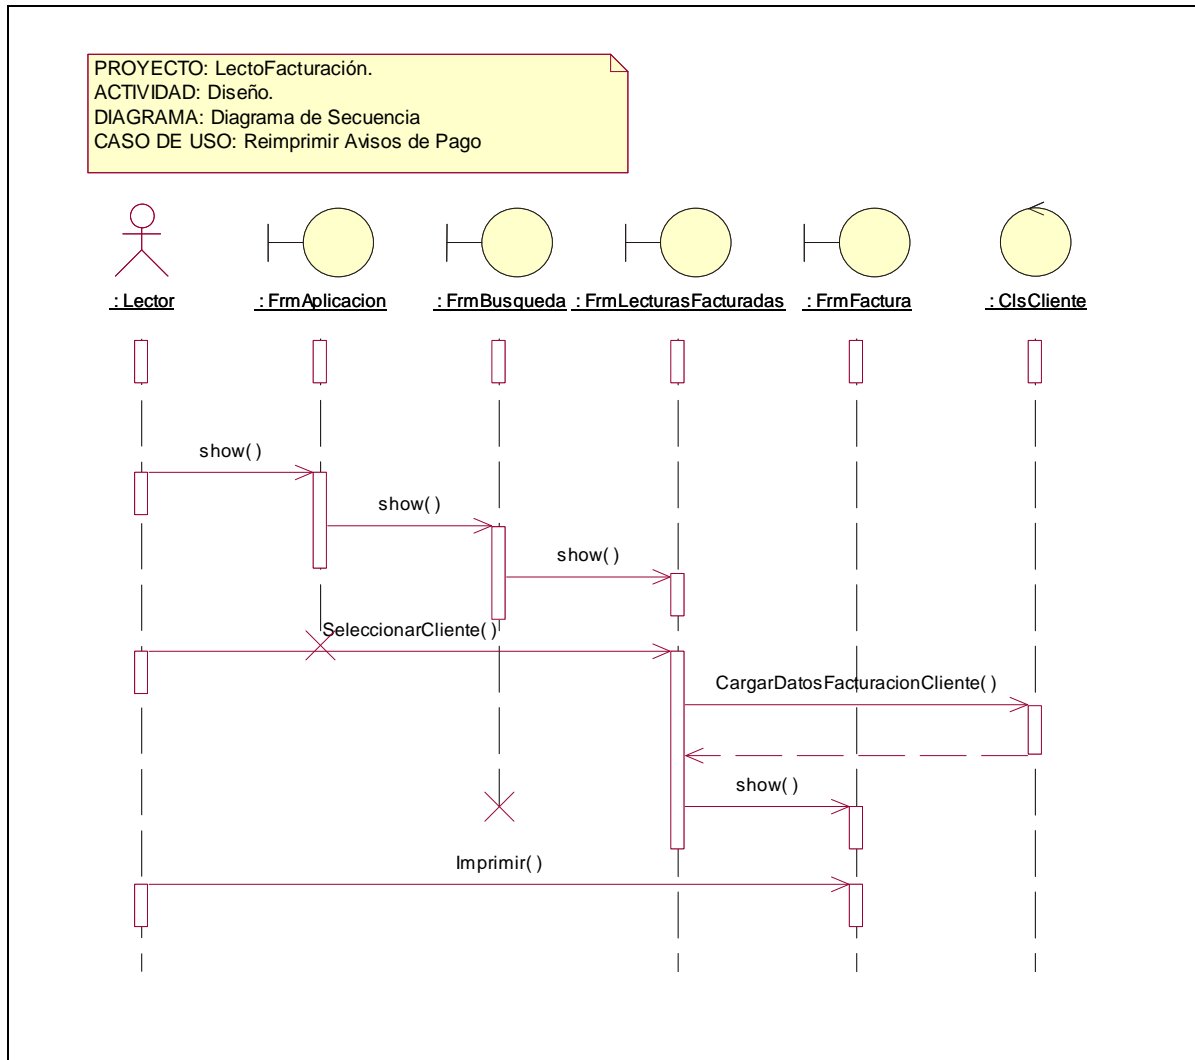 PROYECTO: LectoFacturación.
ACTIVIDAD: Diseño.
DIAGRAMA: Diagrama de Secuencia
CASO DE USO: Reimprimir Avisos de Pago
: Lector
: FrmAplicacion
: FrmBusqueda
: FrmLecturasFacturadas
: FrmFactura
: ClsCliente
show( )
show( )
show( )
SeleccionarCliente( )
CargarDatosFacturacionCliente( )
show( )
Imprimir( )